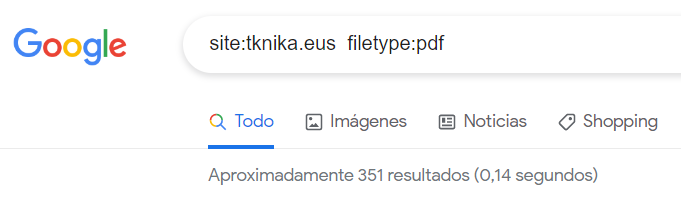 Google
site:tknika.eus filetype:pdf
Todo Imágenes Noticias Shopping
Aproximadamente 351 resultados (0,14 segundos)